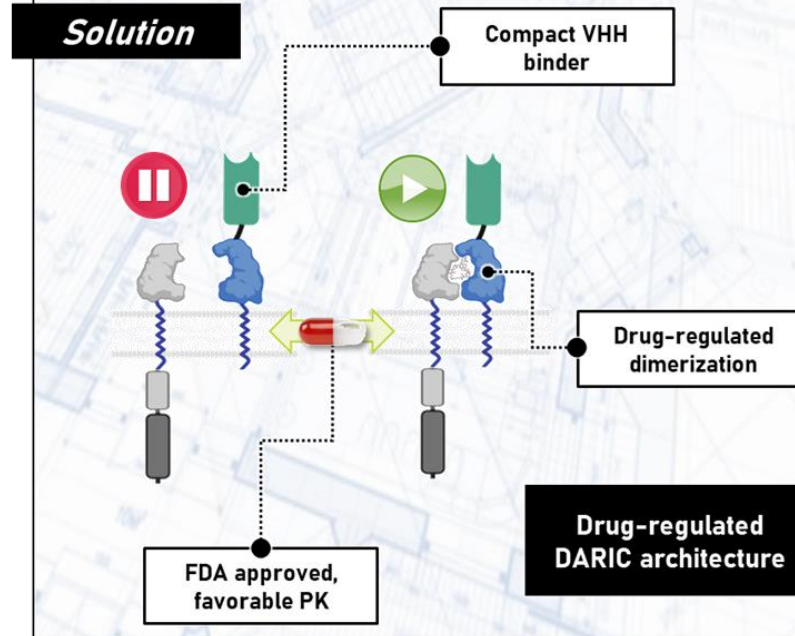 Solution
Compact VHH
binder
Drug-regulated
dimerization
FDA approved,
favorable PK
Drug-regulated
DARIC architecture